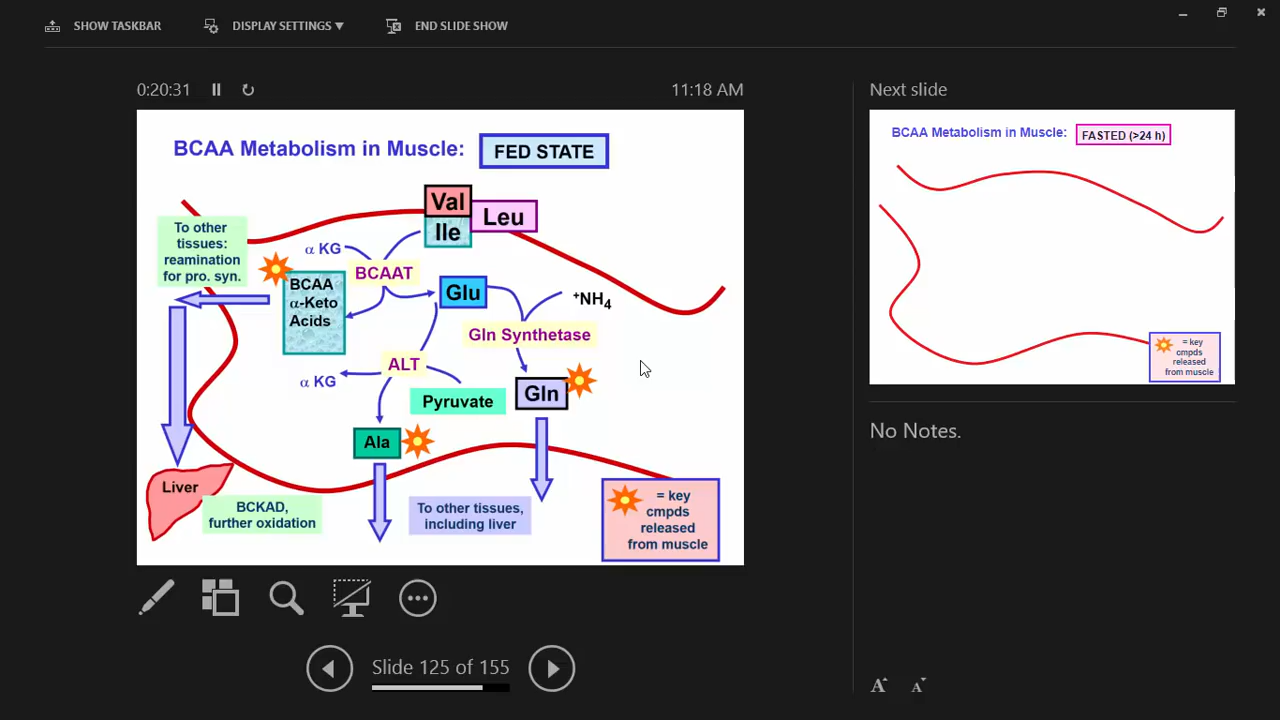 SHOW TASKBAR
DISPLAY SETTINGS ▼
END SLIDE SHOW
0:20:31
11:18 AM
Next slide
BCAA Metabolism in Muscle:
FED STATE
Val
Ile
Leu
To other
tissues:
reamination
for pro. syn.
α KG
BCAAT
BCAA
α-Keto
Acids
Glu
⁺NH₄
Gln Synthetase
ALT
α KG
Pyruvate
Gln
Ala
Liver
BCKAD,
further oxidation
To other tissues,
including liver
= key
cmpds
released
from muscle
BCAA Metabolism in Muscle:
FASTED (>24 h)
= key
cmpds
released
from muscle
No Notes.
Slide 125 of 155
A A